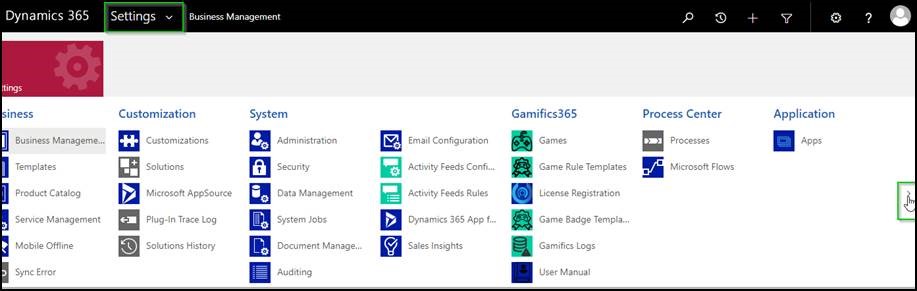 Dynamics 365 Settings Business Management ?
ttings
siness
Business Manageme...
Templates
Product Catalog
Service Management
Mobile Offline
Sync Error
Customization
Customizations
Solutions
Microsoft AppSource
Plug-In Trace Log
Solutions History
System
Administration
Security
Data Management
System Jobs
Document Manage...
Auditing
Email Configuration
Activity Feeds Confi...
Activity Feeds Rules
Dynamics 365 App f...
Sales Insights
Gamifics365
Games
Game Rule Templates
License Registration
Game Badge Templa...
Gamifics Logs
User Manual
Process Center
Processes
Microsoft Flows
Application
Apps